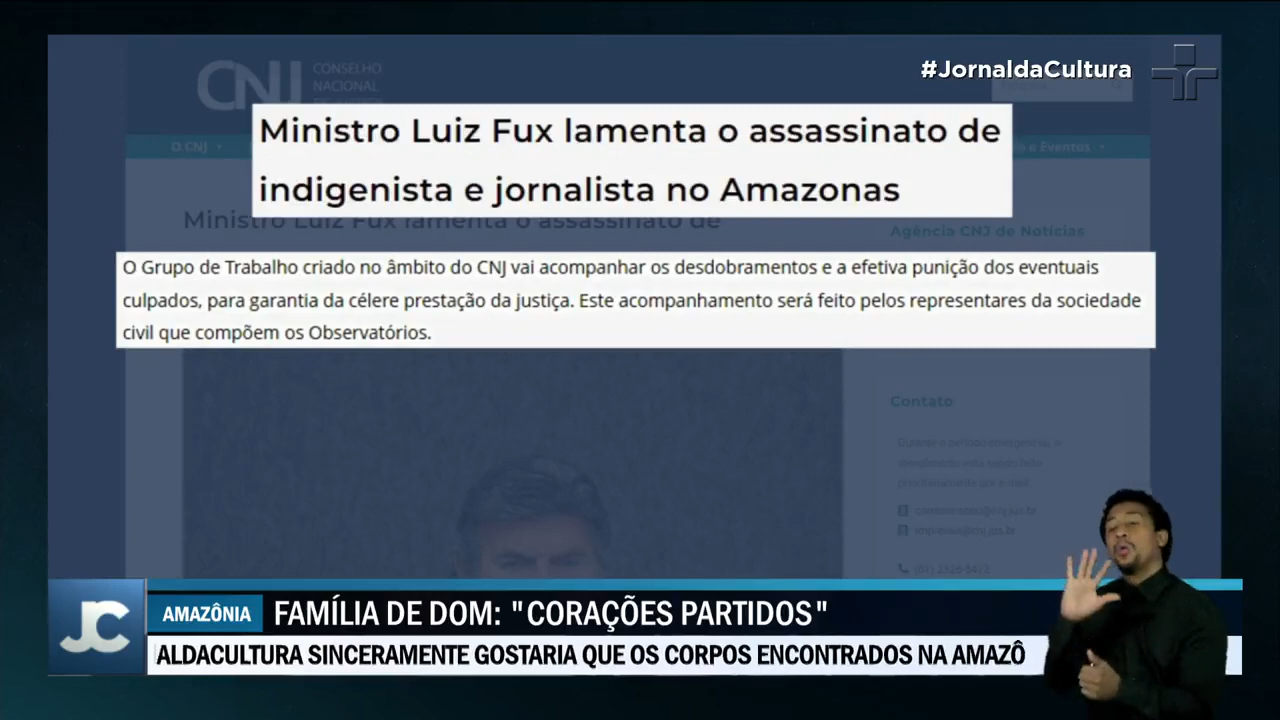 #JornaldaCultura
CNJ CONSELHO
NACIONAL
O CNJ
e Eventos
Ministro Luiz Fux lamenta o assassinato de
indigenista e jornalista no Amazonas
Ministro Luiz Fux lamenta o assassinato de
Agência CNJ de Notícias
O Grupo de Trabalho criado no âmbito do CNJ vai acompanhar os desdobramentos e a efetiva punição dos eventuais
culpados, para garantia da célere prestação da justiça. Este acompanhamento será feito pelos representares da sociedade
civil que compõem os Observatórios.
Contato
JC
AMAZÔNIA
FAMÍLIA DE DOM: "CORAÇÕES PARTIDOS"
ALDACULTURA SINCERAMENTE GOSTARIA QUE OS CORPOS ENCONTRADOS NA AMAZÔ